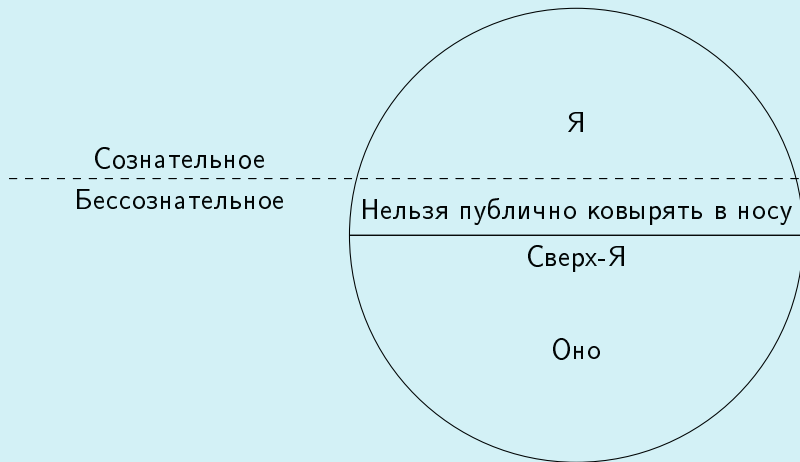 Я
Сознательное
Бессознательное
Нельзя публично ковырять в носу
Сверх-Я
Оно